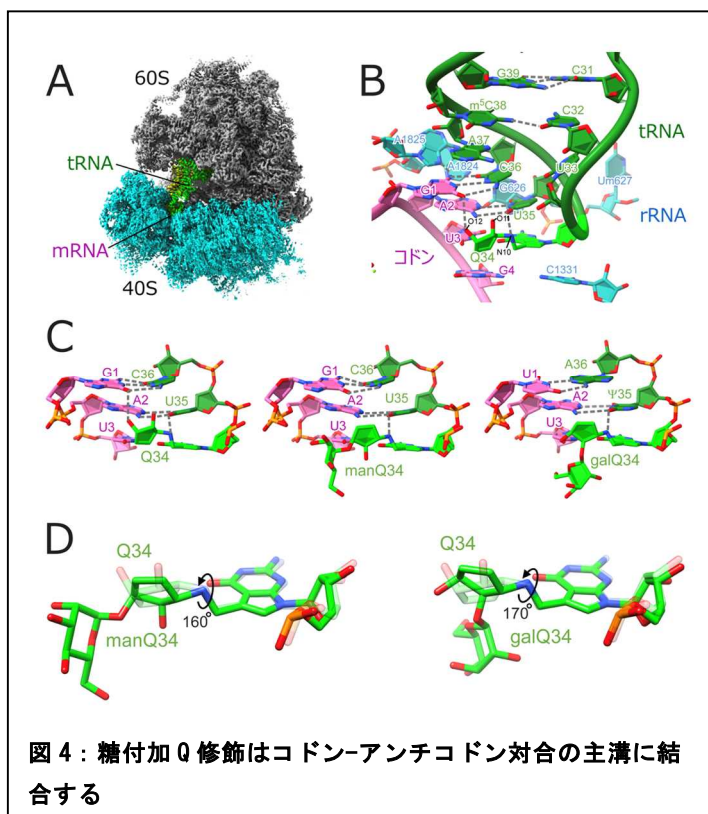 A
60S
tRNA
mRNA
40S
B
G39
C31
m⁵C38
C32
tRNA
A1825
A37
U33
A1824
C36
Um627
G1
G626
rRNA
A2
U35
O12
O11
U3
Q34
N10
コドン
G4
C1331
C
G1
C36
A2
U35
U3
Q34
G1
C36
A2
U35
U3
manQ34
U1
A36
A2
Ψ35
U3
galQ34
D
Q34
manQ34
160°
Q34
galQ34
170°
図 4:糖付加 Q 修飾はコドン-アンチコドン対合の主溝に結
合する